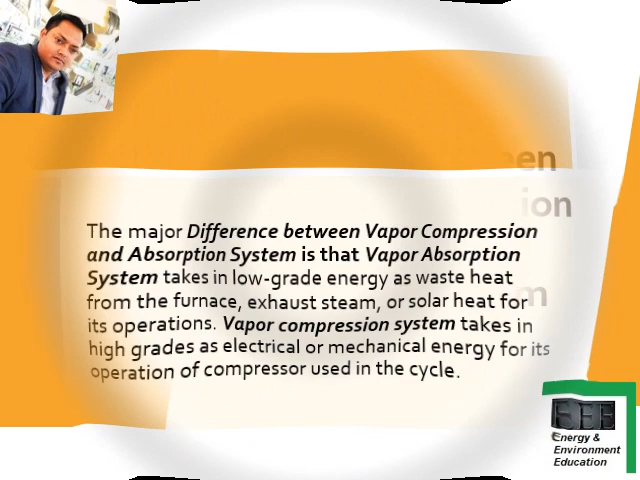 een
ion
m
The major Difference between Vapor Compression
and Absorption System is that Vapor Absorption
System takes in low-grade energy as waste heat
from the furnace, exhaust steam, or solar heat for
its operations. Vapor compression system takes in
high grades as electrical or mechanical energy for its
operation of compressor used in the cycle.
EEE
Energy &
Environment
Education